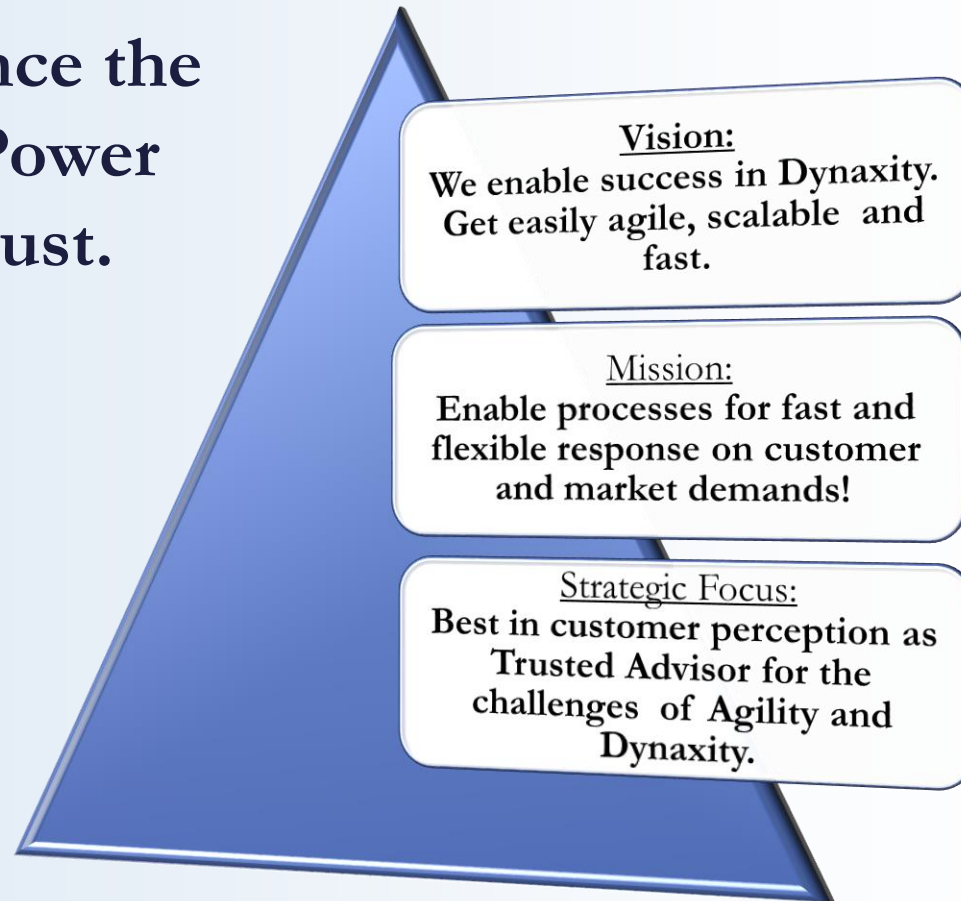 the
Power
Vision:
We enable success in Dynaxity.
Get easily agile, scalable and
fast.
Mission:
Enable processes for fast and
flexible response on customer
and market demands!
Strategic Focus:
Best in customer perception as
Trusted Advisor for the
challenges of Agility and
Dynaxity.